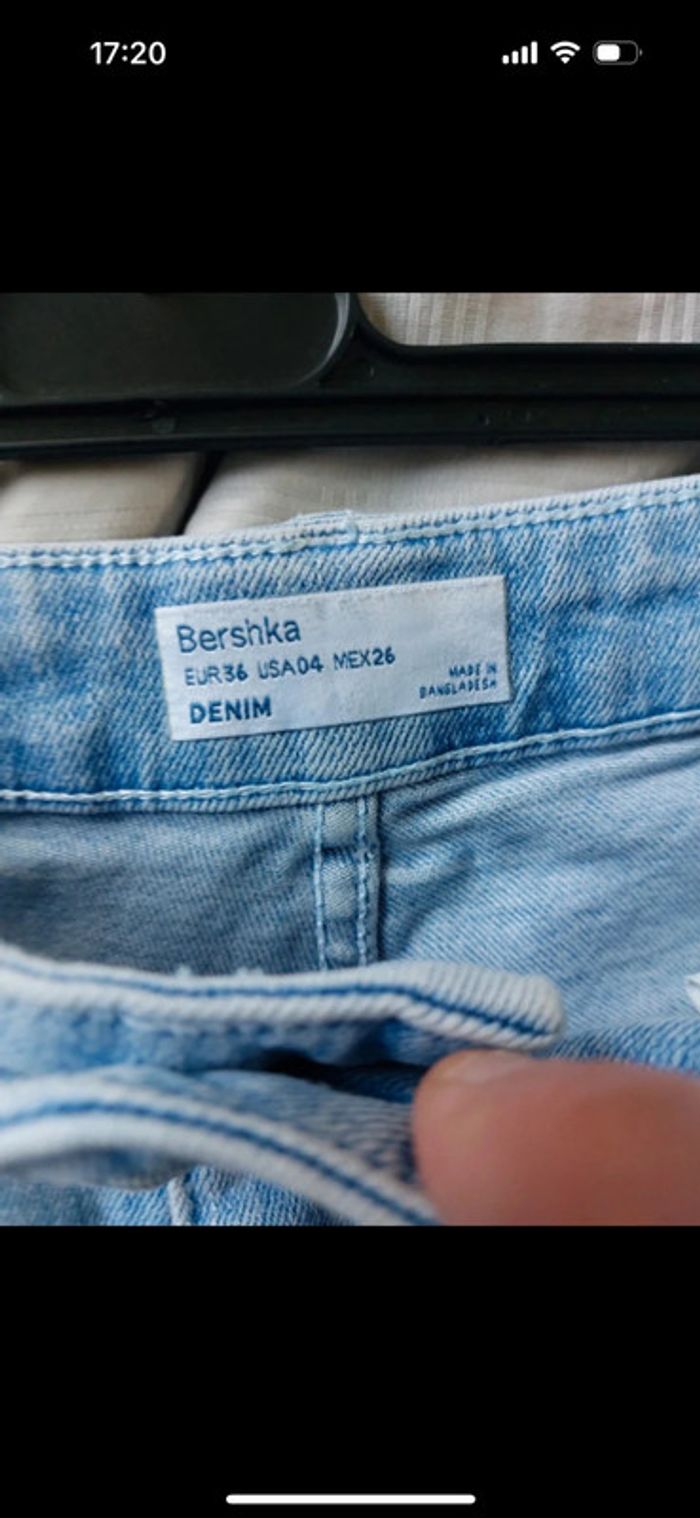 17:20
Bershka
EUR36 USA04 MEX26
DENIM
MADE IN
BANGLADESH